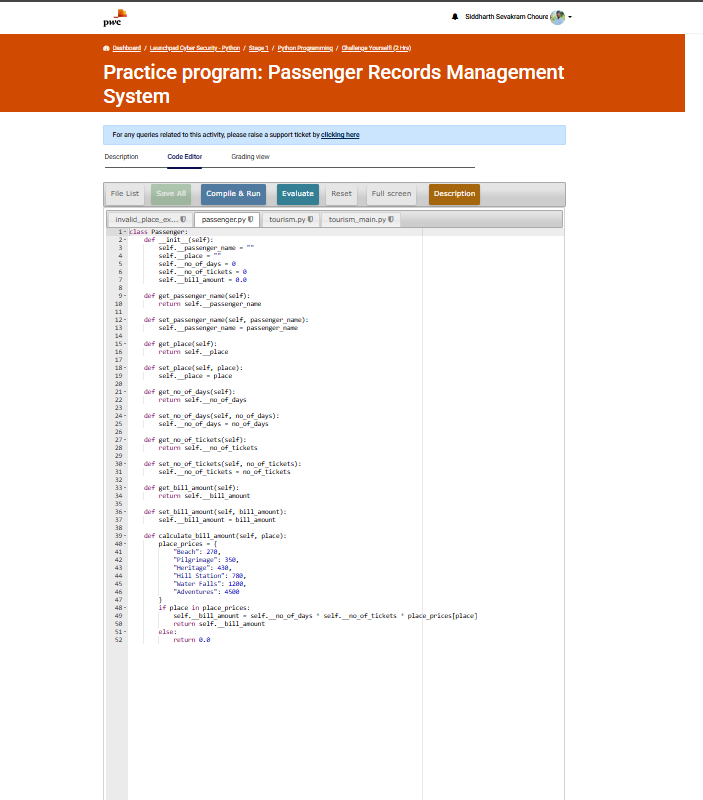 pwc
Siddharth Sevakram Choure
Dashboard / Launchpad Cyber Security - Python / Stage 1 / Python Programming / Challenge Yourself! (2 Hrs)
Practice program: Passenger Records Management
System
For any queries related to this activity, please raise a support ticket by clicking here
Description Code Editor Grading view
File List Save All Compile & Run Evaluate Reset Full screen Description
invalid_place_ex... passenger.py tourism.py tourism_main.py
1 class Passenger:
2     def __init__(self):
3         self.__passenger_name = ""
4         self.__place = ""
5         self.__no_of_days = 0
6         self.__no_of_tickets = 0
7         self.__bill_amount = 0.0
8
9     def get_passenger_name(self):
10         return self.__passenger_name
11
12     def set_passenger_name(self, passenger_name):
13         self.__passenger_name = passenger_name
14
15     def get_place(self):
16         return self.__place
17
18     def set_place(self, place):
19         self.__place = place
20
21     def get_no_of_days(self):
22         return self.__no_of_days
23
24     def set_no_of_days(self, no_of_days):
25         self.__no_of_days = no_of_days
26
27     def get_no_of_tickets(self):
28         return self.__no_of_tickets
29
30     def set_no_of_tickets(self, no_of_tickets):
31         self.__no_of_tickets = no_of_tickets
32
33     def get_bill_amount(self):
34         return self.__bill_amount
35
36     def set_bill_amount(self, bill_amount):
37         self.__bill_amount = bill_amount
38
39     def calculate_bill_amount(self, place):
40         place_prices = {
41             "Beach": 270,
42             "Pilgrimage": 350,
43             "Heritage": 430,
44             "Hill Station": 780,
45             "Water Falls": 1200,
46             "Adventures": 4500
47         }
48         if place in place_prices:
49             self.__bill_amount = self.__no_of_days * self.__no_of_tickets * place_prices[place]
50             return self.__bill_amount
51         else:
52             return 0.0